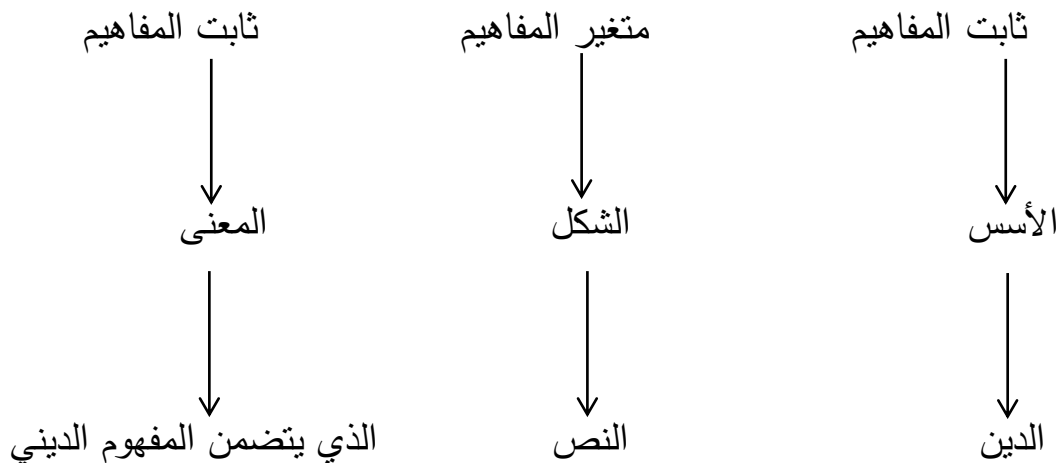 ثابت المفاهيم متغير المفاهيم ثابت المفاهيم
الأسس الشكل المعنى
الدين النص الذي يتضمن المفهوم الديني